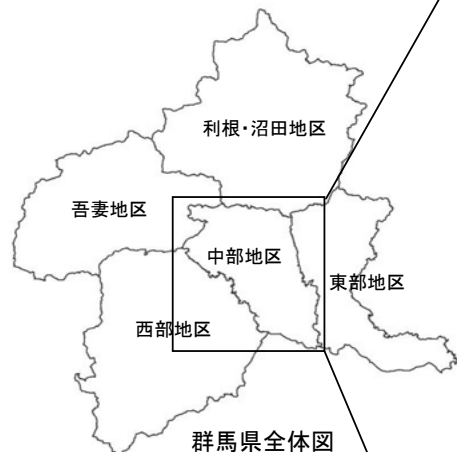 利根・沼田地区
吾妻地区
中部地区
東部地区
西部地区
群馬県全体図